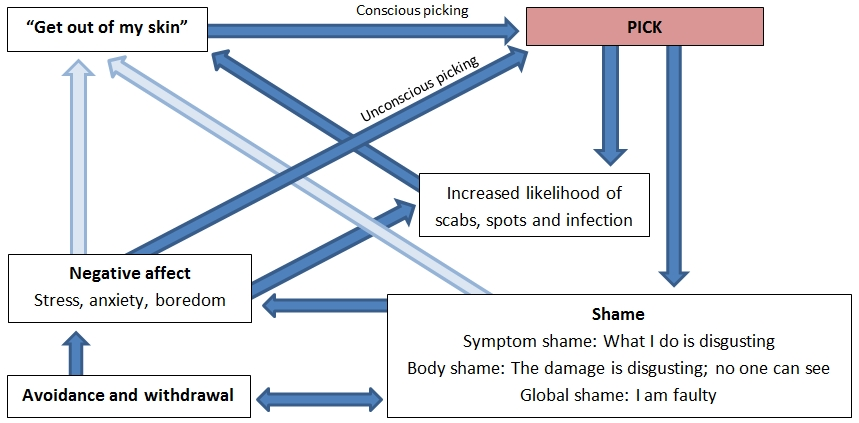 Conscious picking
“Get out of my skin”
PICK
Unconscious picking
Increased likelihood of
scabs, spots and infection
Negative affect
Stress, anxiety, boredom
Shame
Symptom shame: What I do is disgusting
Body shame: The damage is disgusting; no one can see
Global shame: I am faulty
Avoidance and withdrawal